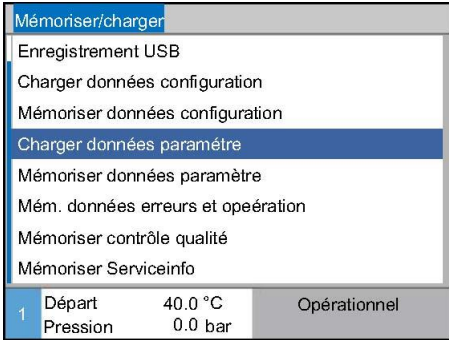 Mémoriser/charger
Enregistrement USB
Charger données configuration
Mémoriser données configuration
Charger données paramétre
Mémoriser données paramètre
Mém. données erreurs et opeération
Mémoriser contrôle qualité
Mémoriser Serviceinfo
1 Départ 40.0 °C Opérationnel
Pression 0.0 bar